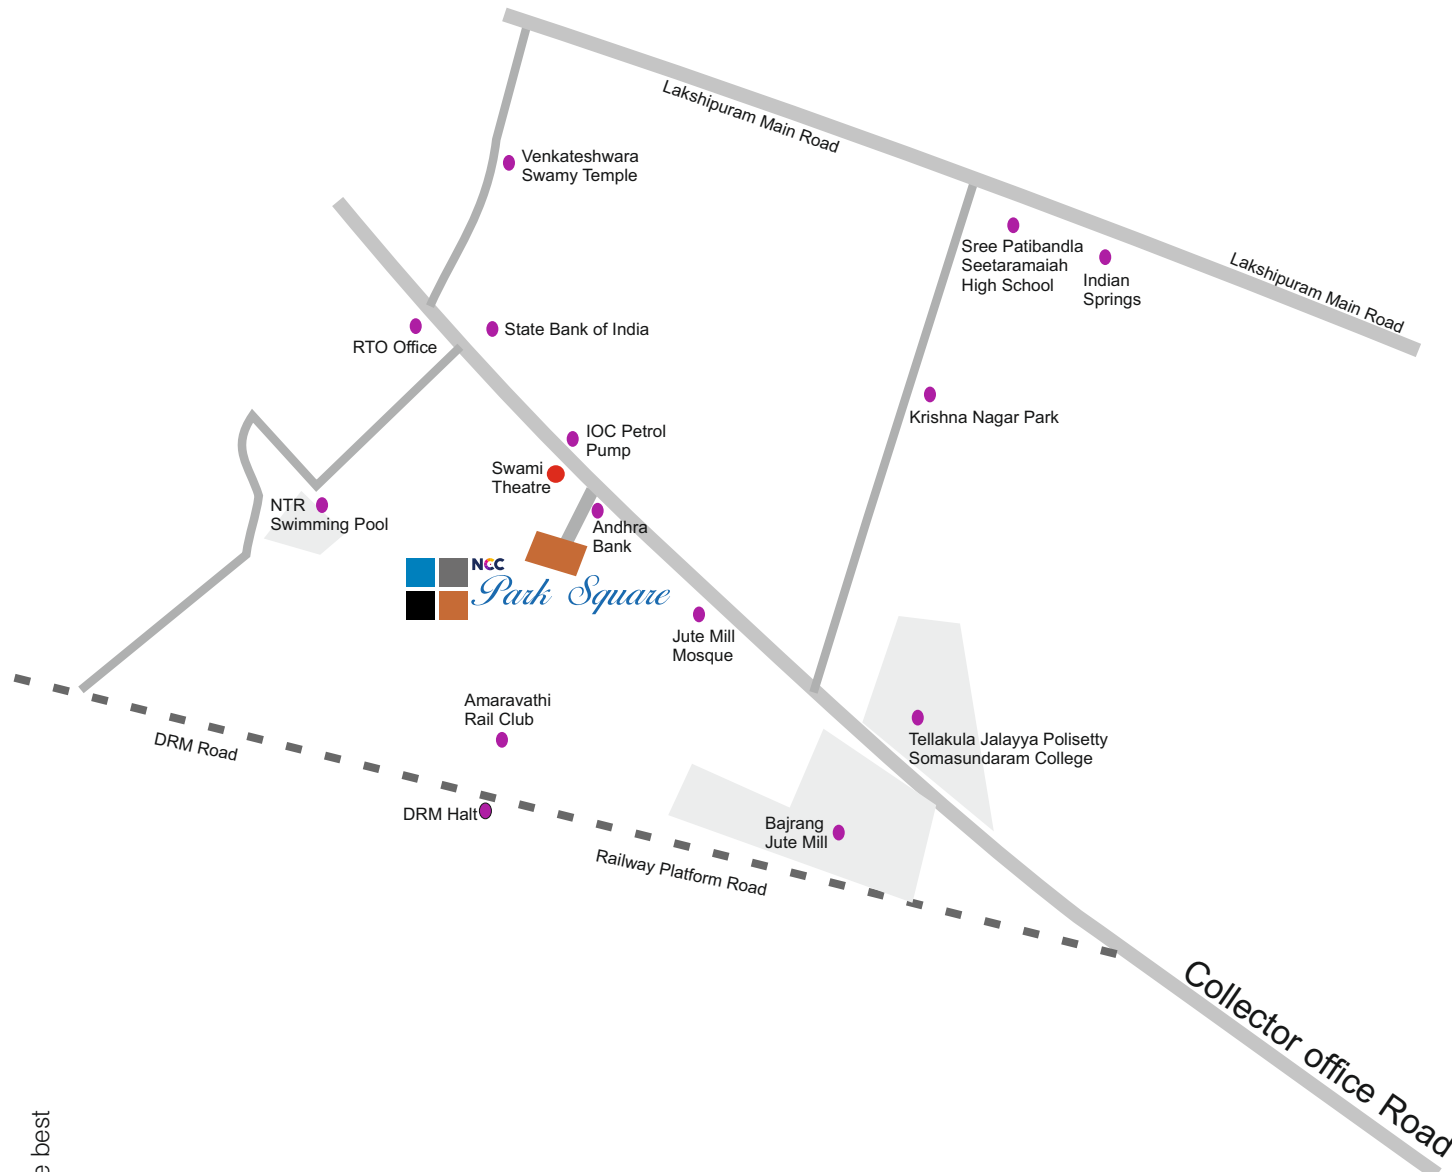 Lakshipuram Main Road
Venkateshwara
Swamy Temple
Sree Patibandla
Seetaramaiah
High School
Indian
Springs
Lakshipuram Main Road
RTO Office
State Bank of India
Krishna Nagar Park
IOC Petrol
Pump
Swami
Theatre
NTR
Swimming Pool
Andhra
Bank
NCC
Park Square
Jute Mill
Mosque
Amaravathi
Rail Club
DRM Road
Tellakula Jalayya Polisetty
Somasundaram College
DRM Halt
Bajrang
Jute Mill
Railway Platform Road
Collector office Road
e best